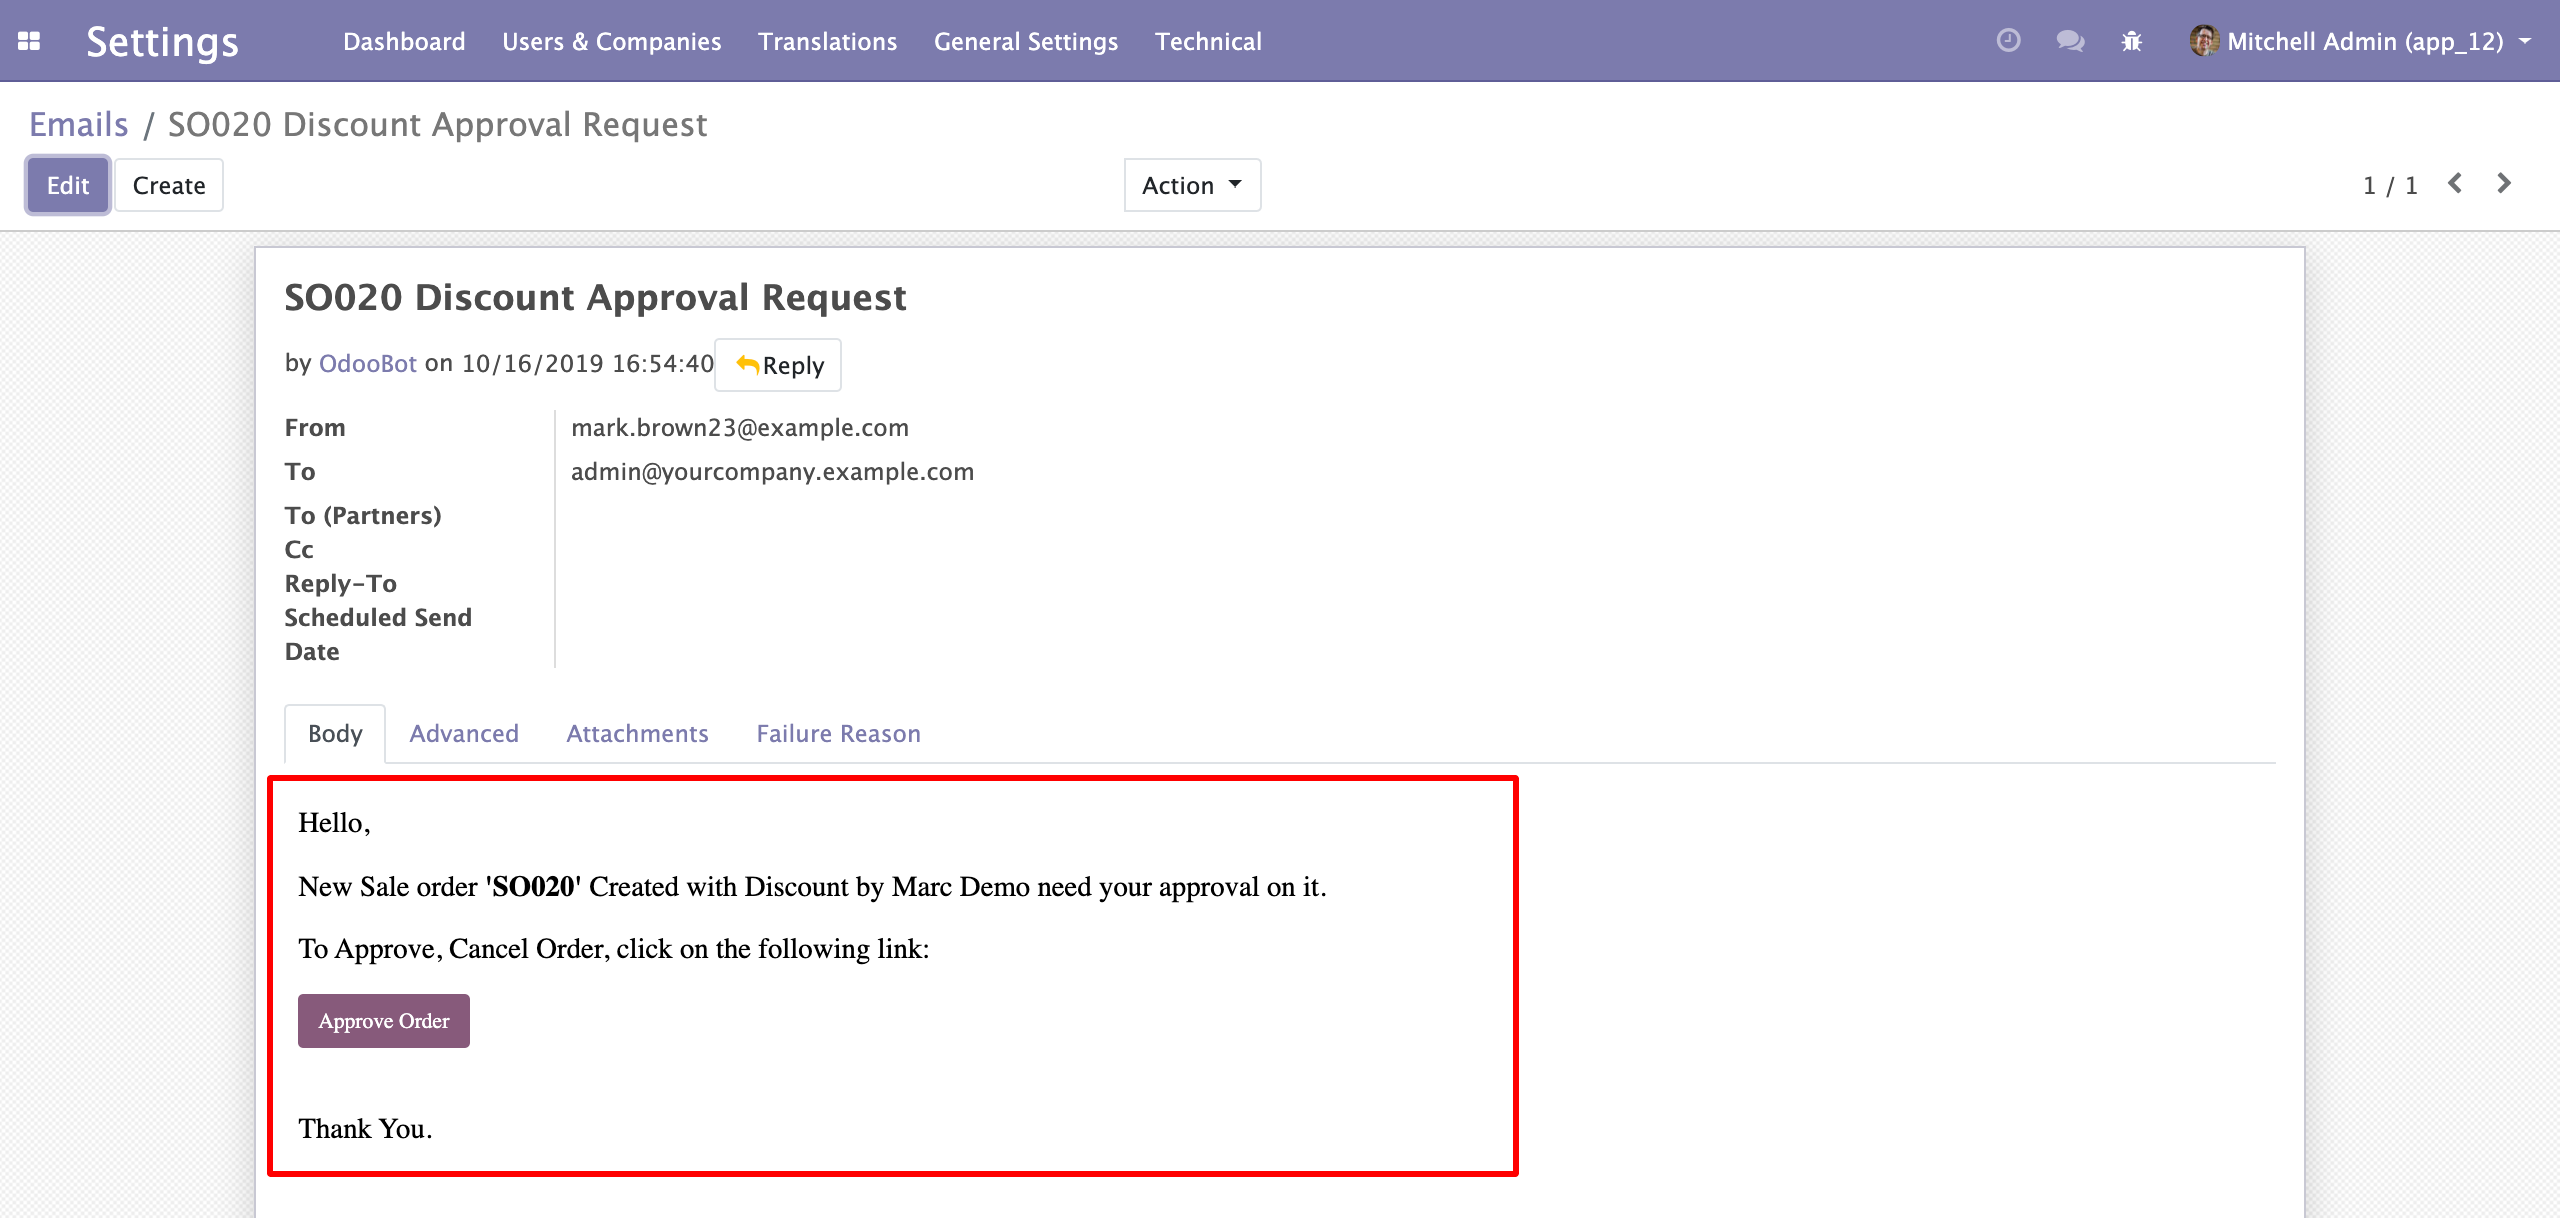 Settings Dashboard Users & Companies Translations General Settings Technical Mitchell Admin (app_12)
Emails / SO020 Discount Approval Request
Edit Create Action 1 / 1
SO020 Discount Approval Request
by OdooBot on 10/16/2019 16:54:40 Reply
From mark.brown23@example.com
To admin@yourcompany.example.com
To (Partners)
Cc
Reply-To
Scheduled Send
Date
Body Advanced Attachments Failure Reason
Hello,
New Sale order 'SO020' Created with Discount by Marc Demo need your approval on it.
To Approve, Cancel Order, click on the following link:
Approve Order
Thank You.